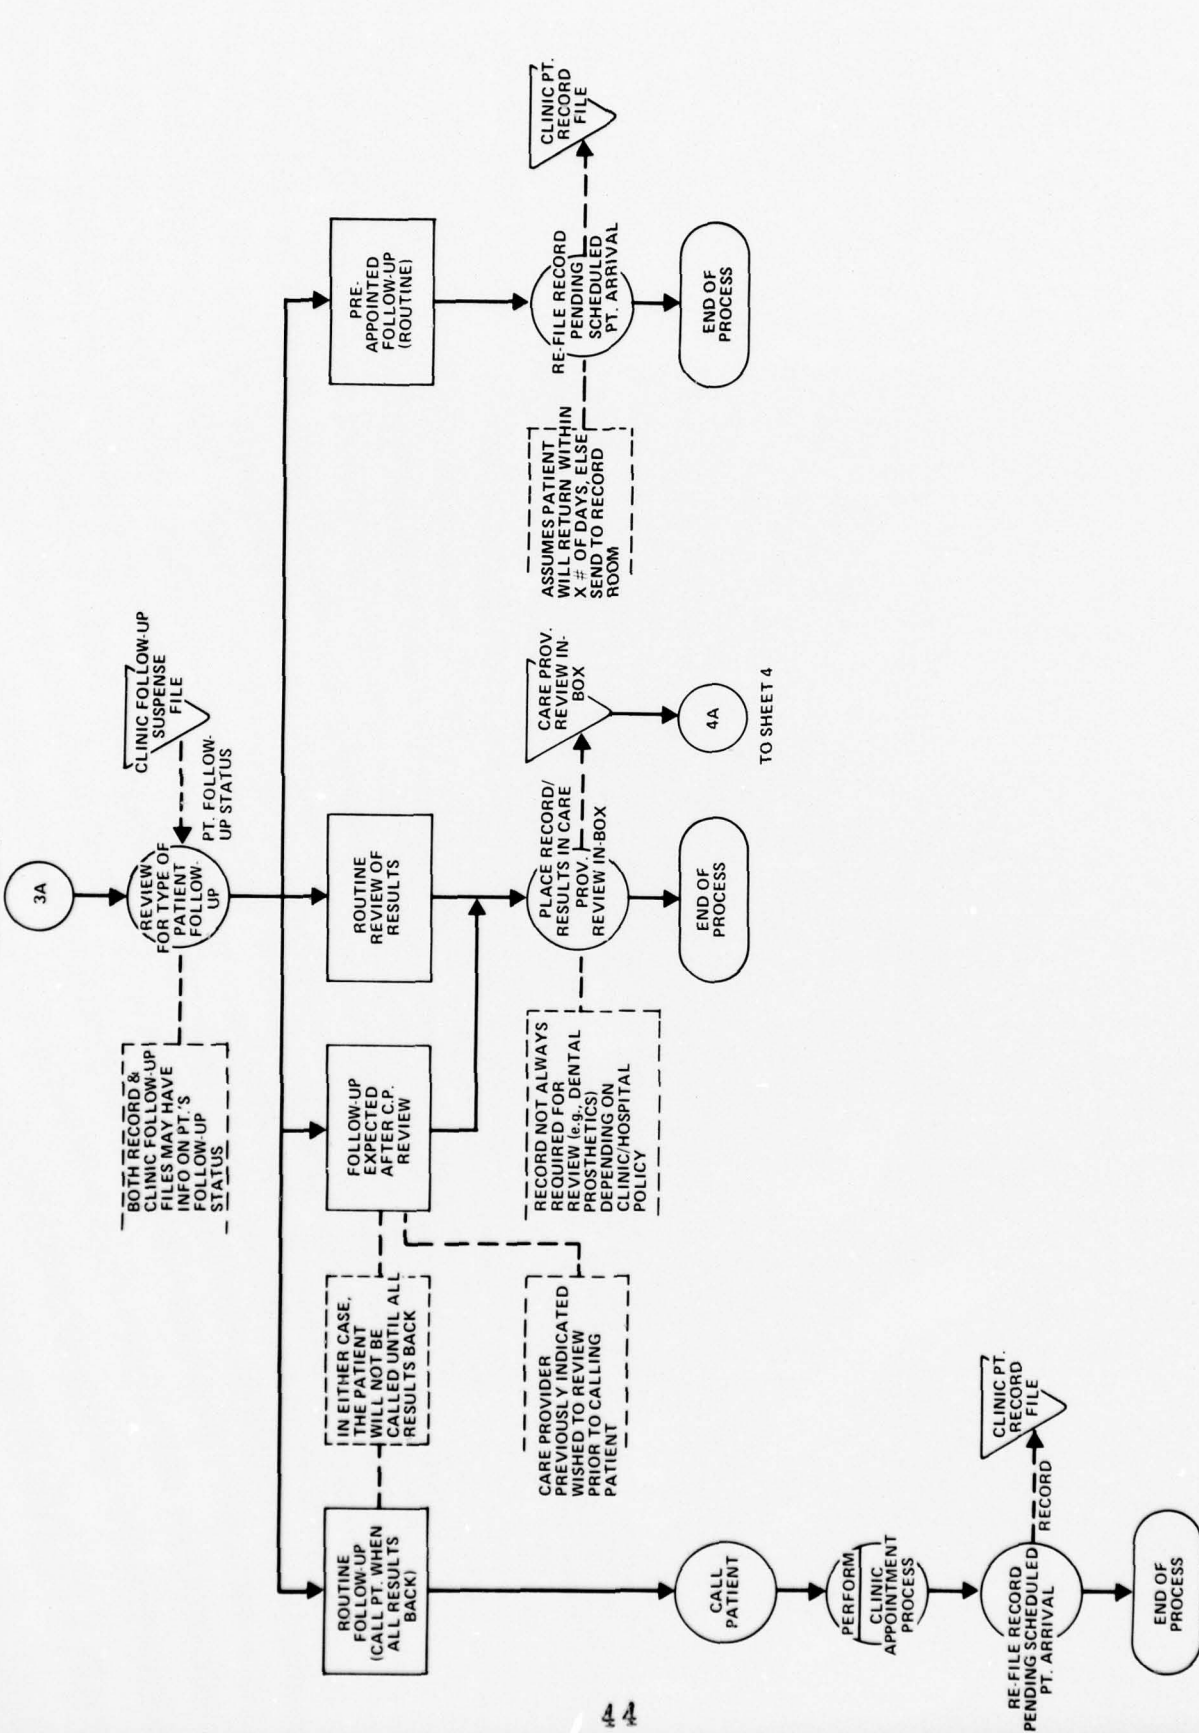 3A
REVIEW
FOR TYPE OF
PATIENT
FOLLOW-
UP
CLINIC FOLLOW-UP
SUSPENSE
FILE
PT. FOLLOW-
UP STATUS
BOTH RECORD &
CLINIC FOLLOW-UP
FILES MAY HAVE
INFO ON PT.'S
FOLLOW-UP
STATUS
ROUTINE
FOLLOW-UP
(CALL PT. WHEN
ALL RESULTS
BACK)
IN EITHER CASE,
THE PATIENT
WILL NOT BE
CALLED UNTIL ALL
RESULTS BACK
FOLLOW-UP
EXPECTED
AFTER C.P.
REVIEW
ROUTINE
REVIEW OF
RESULTS
PRE-
APPOINTED
FOLLOW-UP
(ROUTINE)
CARE PROVIDER
PREVIOUSLY INDICATED
WISHED TO REVIEW
PRIOR TO CALLING
PATIENT
RECORD NOT ALWAYS
REQUIRED FOR
REVIEW (e.g., DENTAL
PROSTHETICS)
DEPENDING ON
CLINIC/HOSPITAL
POLICY
PLACE RECORD/
RESULTS IN CARE
PROV.
REVIEW IN-BOX
CARE PROV.
REVIEW IN-
BOX
ASSUMES PATIENT
WILL RETURN WITHIN
X # OF DAYS, ELSE
SEND TO RECORD
ROOM
RE-FILE RECORD
PENDING
SCHEDULED
PT. ARRIVAL
CLINIC PT.
RECORD
FILE
CALL
PATIENT
END OF
PROCESS
4A
TO SHEET 4
END OF
PROCESS
PERFORM
CLINIC
APPOINTMENT
PROCESS
RE-FILE RECORD
PENDING SCHEDULED
PT. ARRIVAL
RECORD
CLINIC PT.
RECORD
FILE
END OF
PROCESS
44